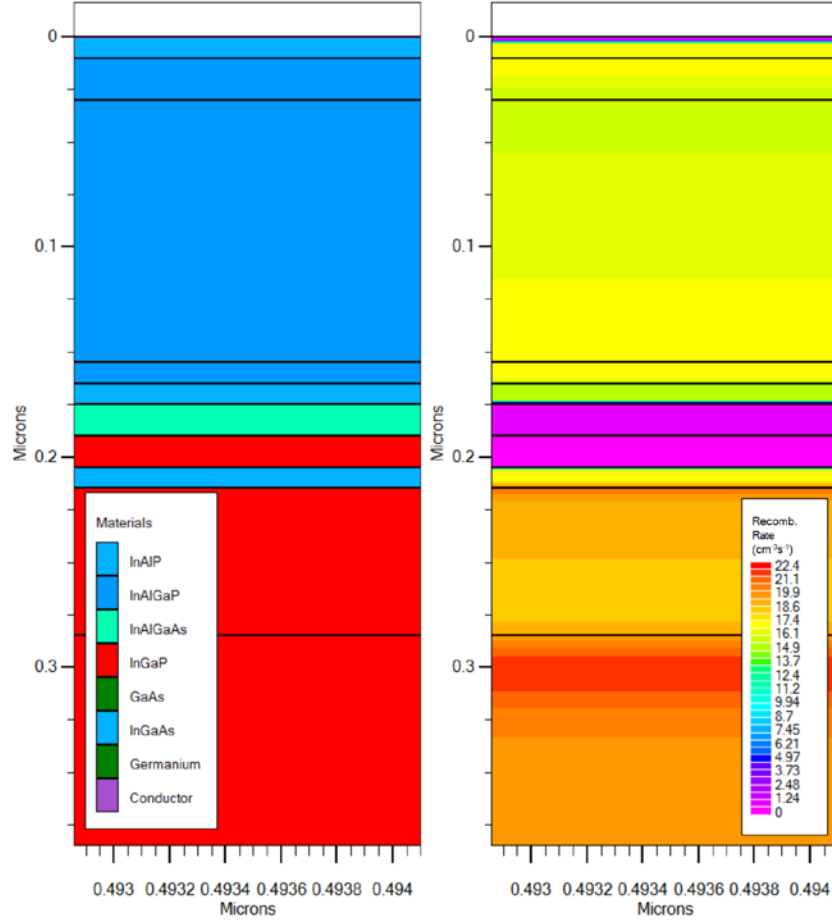 0
0.1
0.2
0.3
Microns
Materials
InAlP
InAlGaP
InAlGaAs
InGaP
GaAs
InGaAs
Germanium
Conductor
0.493 0.4932 0.4934 0.4936 0.4938 0.494
Microns
0
0.1
0.2
0.3
Microns
Recomb.
Rate
(cm⁻³s⁻¹)
22.4
21.1
19.9
18.6
17.4
16.1
14.9
13.7
12.4
11.2
9.94
8.7
7.45
6.21
4.97
3.73
2.48
1.24
0
0.493 0.4932 0.4934 0.4936 0.4938 0.494
Microns